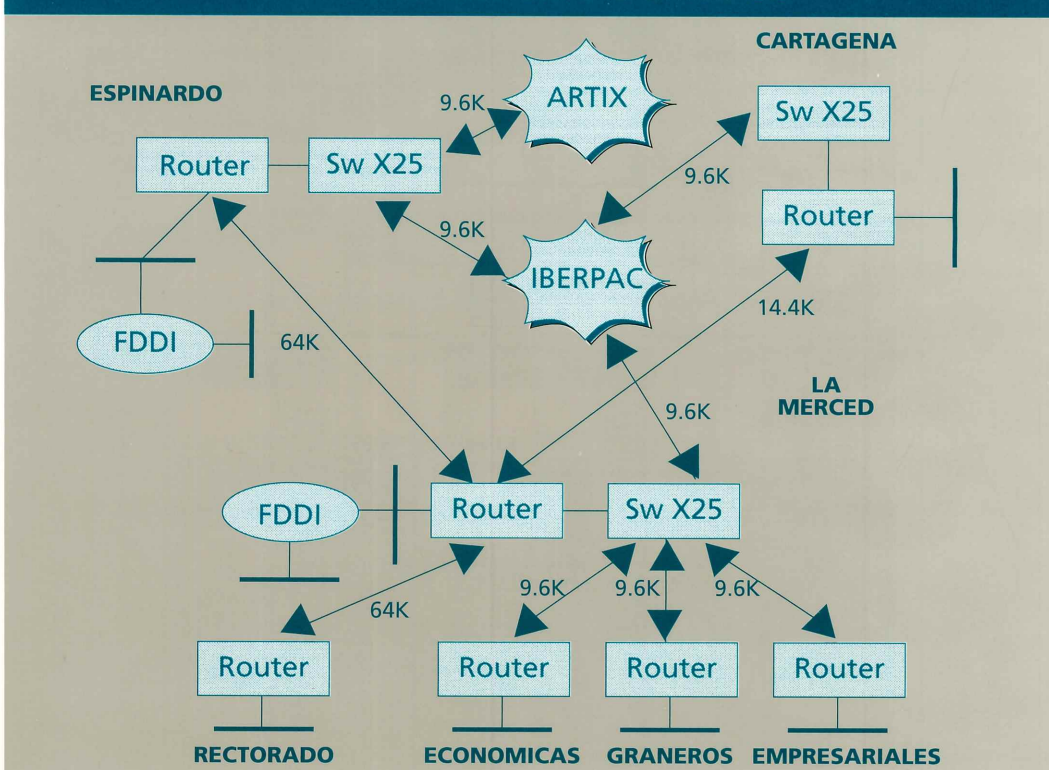 CARTAGENA
ESPINARDO
ARTIX
9.6K
Sw X25
Router
Sw X25
9.6K
Router
9.6K
IBERPAC
14.4K
FDDI
64K
LA
MERCED
9.6K
FDDI
Router
Sw X25
64K
9.6K
9.6K
9.6K
Router
Router
Router
Router
RECTORADO
ECONOMICAS
GRANEROS
EMPRESARIALES